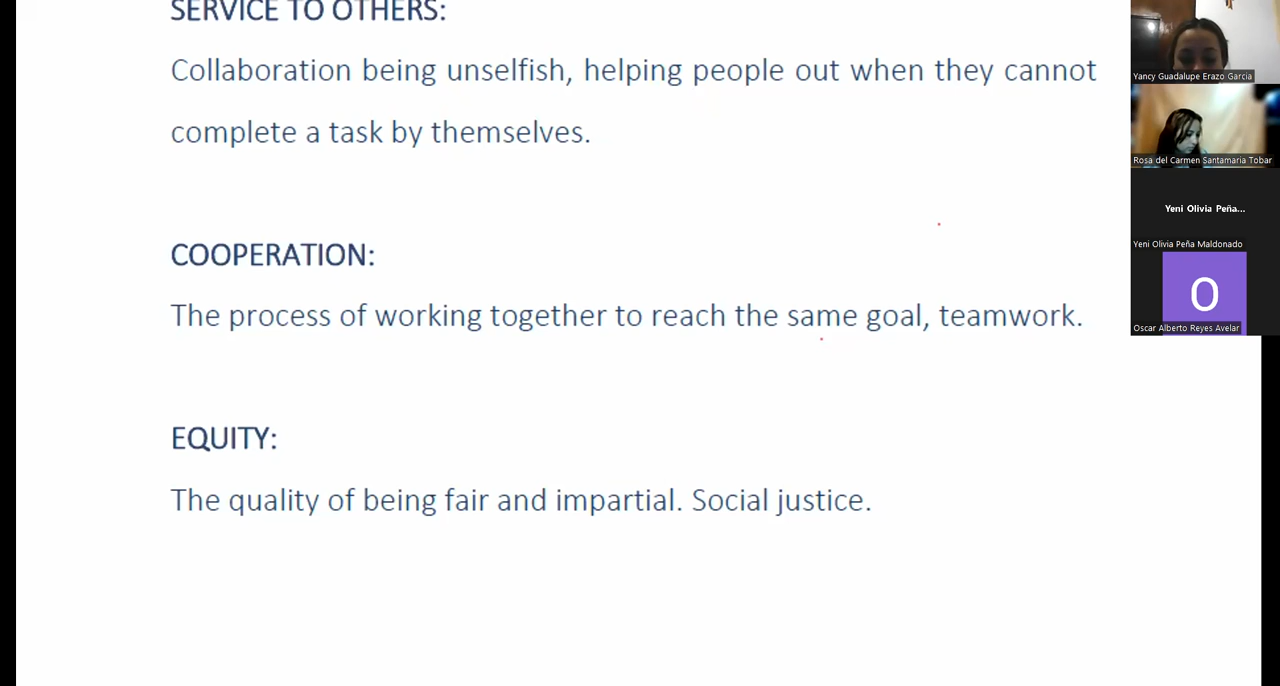 SERVICE TO OTHERS:
Collaboration being unselfish, helping people out when they cannot
complete a task by themselves.
COOPERATION:
The process of working together to reach the same goal, teamwork.
EQUITY:
The quality of being fair and impartial. Social justice.
Yancy Guadalupe Erazo Garcia
Rosa del Carmen Santamaria Tobar
Yeni Olivia Peña...
Yeni Olivia Peña Maldonado
O
Oscar Alberto Reyes Avelar